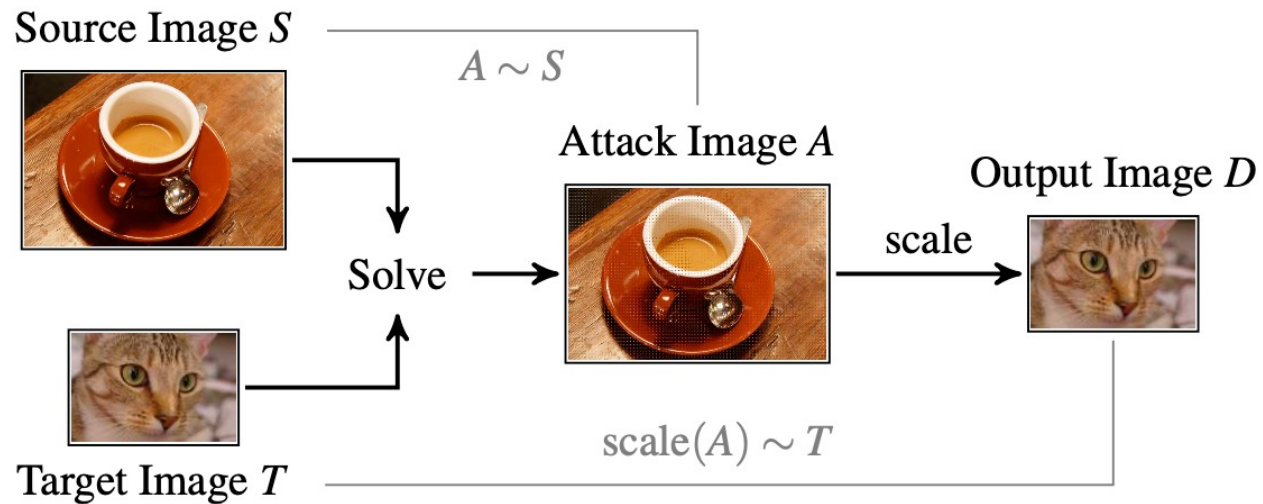 Source Image S
A ∼ S
Attack Image A
Output Image D
scale
Solve
scale(A) ∼ T
Target Image T